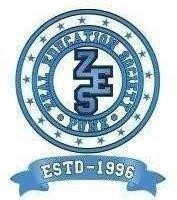 ZEAL EDUCATION SOCIETY
PUNE
ZES
ESTD-1996